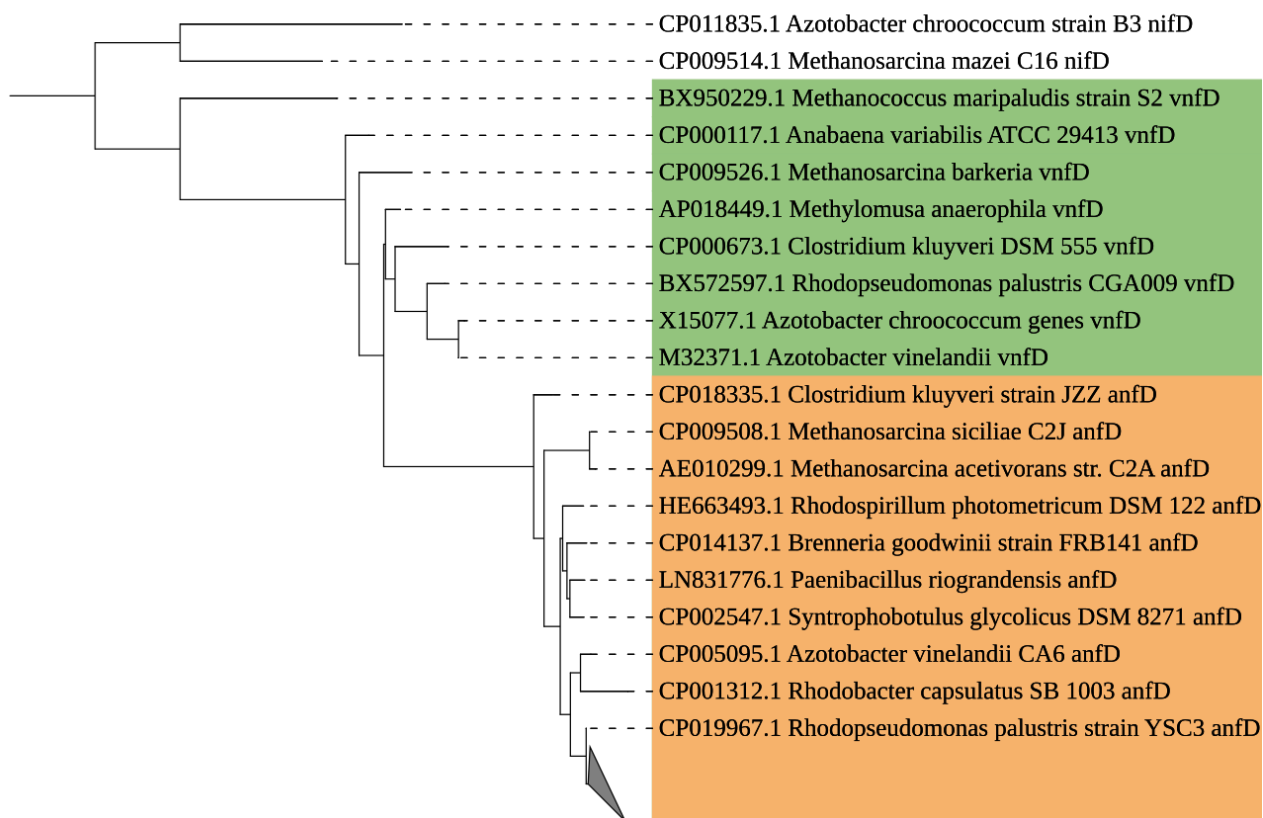 CP011835.1 Azotobacter chroococcum strain B3 nifD
CP009514.1 Methanosarcina mazei C16 nifD
BX950229.1 Methanococcus maripaludis strain S2 vnfD
CP000117.1 Anabaena variabilis ATCC 29413 vnfD
CP009526.1 Methanosarcina barkeria vnfD
AP018449.1 Methylomusa anaerophila vnfD
CP000673.1 Clostridium kluyveri DSM 555 vnfD
BX572597.1 Rhodopseudomonas palustris CGA009 vnfD
X15077.1 Azotobacter chroococcum genes vnfD
M32371.1 Azotobacter vinelandii vnfD
CP018335.1 Clostridium kluyveri strain JZZ anfD
CP009508.1 Methanosarcina siciliae C2J anfD
AE010299.1 Methanosarcina acetivorans str. C2A anfD
HE663493.1 Rhodospirillum photometricum DSM 122 anfD
CP014137.1 Brenneria goodwinii strain FRB141 anfD
LN831776.1 Paenibacillus riograndensis anfD
CP002547.1 Syntrophobotulus glycolicus DSM 8271 anfD
CP005095.1 Azotobacter vinelandii CA6 anfD
CP001312.1 Rhodobacter capsulatus SB 1003 anfD
CP019967.1 Rhodopseudomonas palustris strain YSC3 anfD